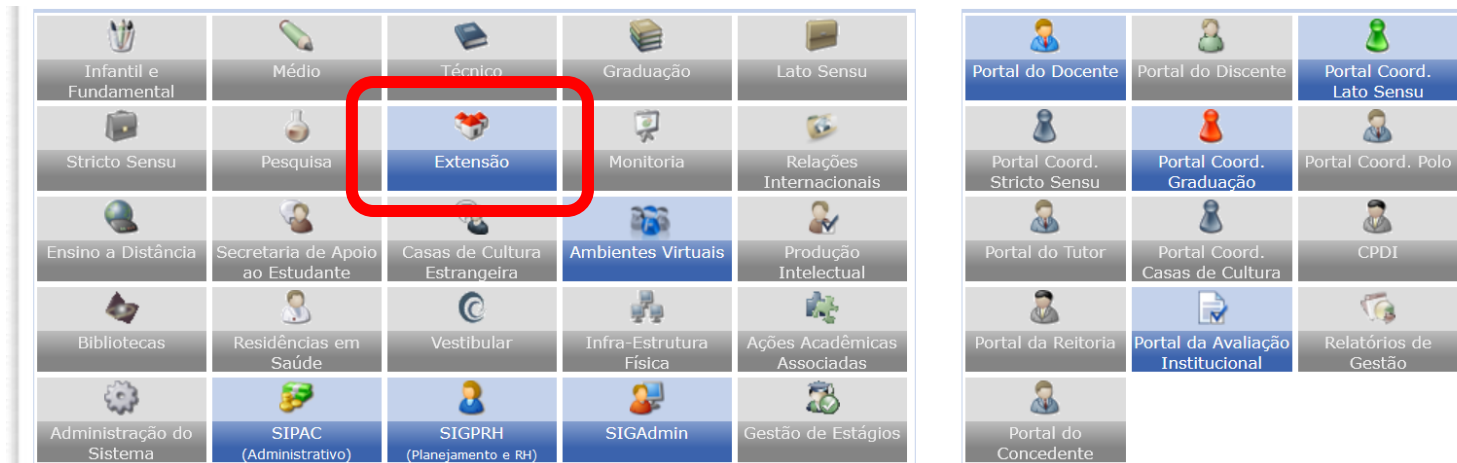 Infantil e
Fundamental
Médio
Técnico
Graduação
Lato Sensu
Stricto Sensu
Pesquisa
Extensão
Monitoria
Relações
Internacionais
Ensino a Distância
Secretaria de Apoio
ao Estudante
Casas de Cultura
Estrangeira
Ambientes Virtuais
Produção
Intelectual
Bibliotecas
Residências em
Saúde
Vestibular
Infra-Estrutura
Física
Ações Acadêmicas
Associadas
Administração do
Sistema
SIPAC
(Administrativo)
SIGPRH
(Planejamento e RH)
SIGAdmin
Gestão de Estágios
Portal do Docente
Portal do Discente
Portal Coord.
Lato Sensu
Portal Coord.
Stricto Sensu
Portal Coord.
Graduação
Portal Coord. Polo
Portal do Tutor
Portal Coord.
Casas de Cultura
CPDI
Portal da Reitoria
Portal da Avaliação
Institucional
Relatórios de
Gestão
Portal do
Concedente